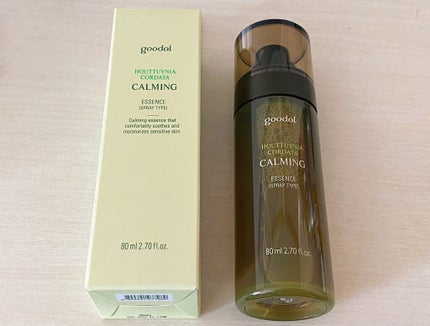 goodal
HOUTTUYNIA
CORDATA
CALMING
ESSENCE
(SPRAY TYPE)
Calming essence that
comfortably soothes and
moisturizes sensitive skin
80 ml 2.70 fl.oz.
goodal
HOUTTUYNIA
CORDATA
CALMING
ESSENCE
(SPRAY TYPE)
80 ml 2.70 fl.oz.